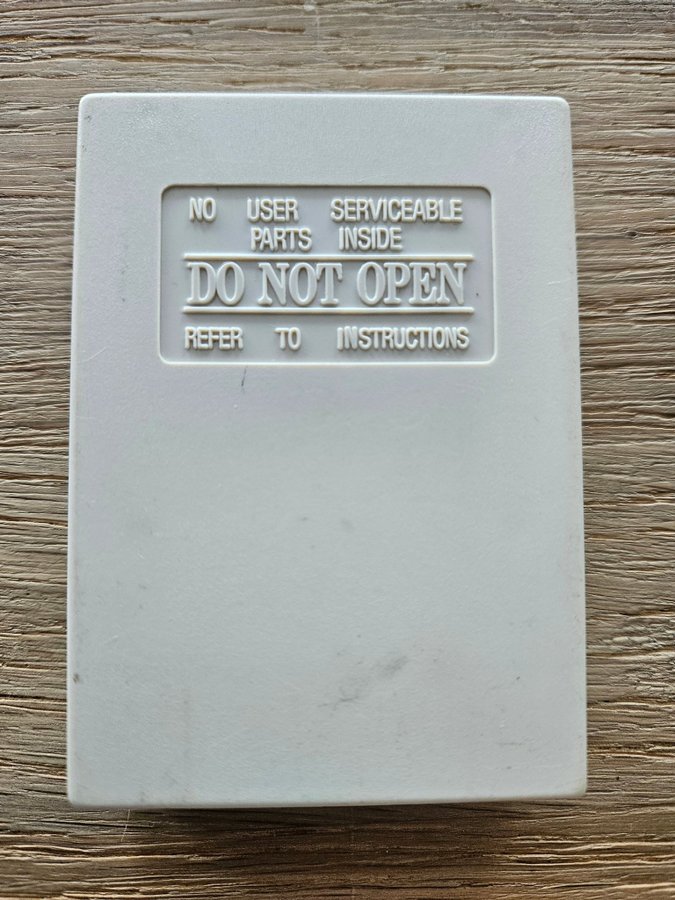 NO USER SERVICEABLE
PARTS INSIDE
DO NOT OPEN
REFER TO INSTRUCTIONS